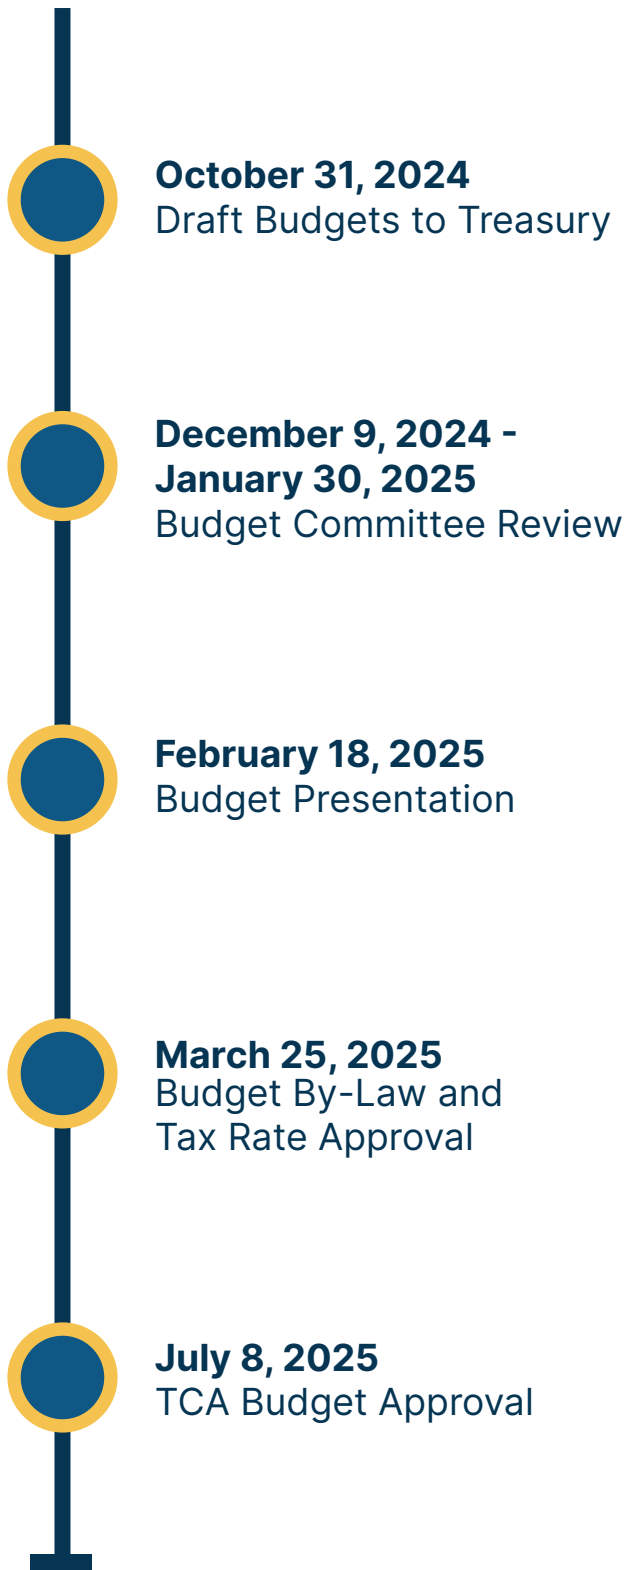 October 31, 2024
Draft Budgets to Treasury
December 9, 2024 -
January 30, 2025
Budget Committee Review
February 18, 2025
Budget Presentation
March 25, 2025
Budget By-Law and
Tax Rate Approval
July 8, 2025
TCA Budget Approval